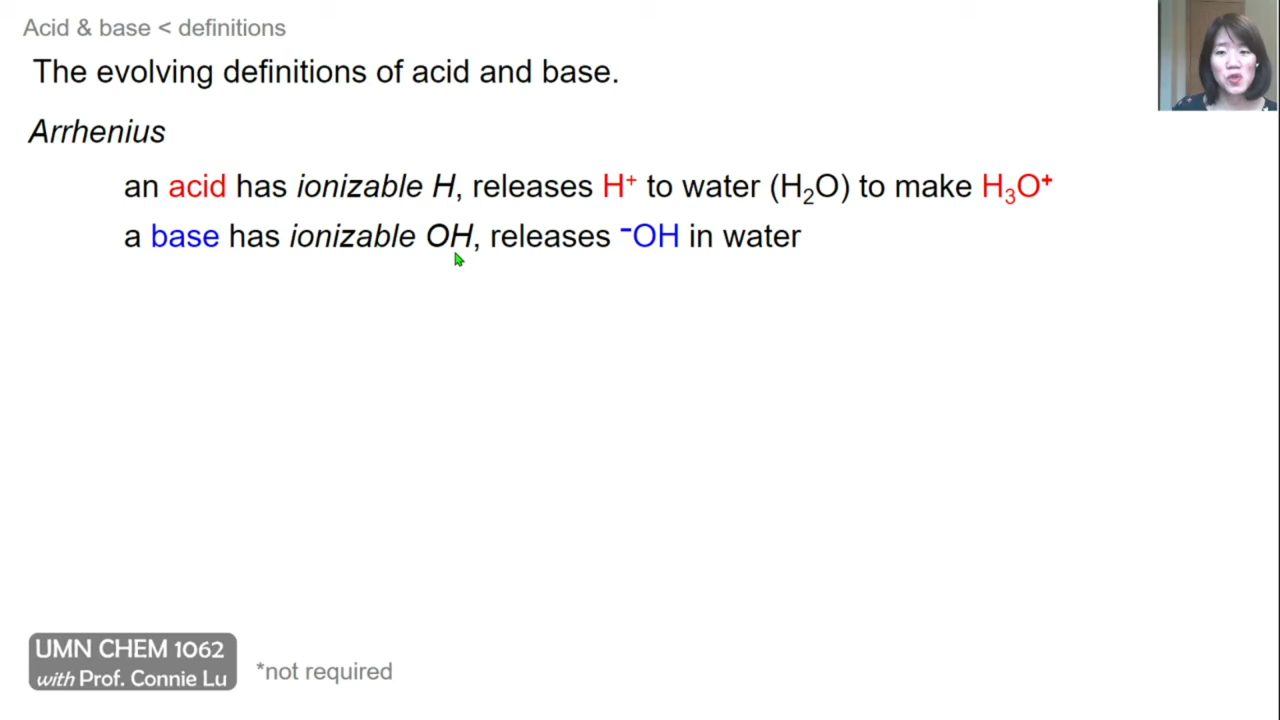 Acid & base < definitions
The evolving definitions of acid and base.
Arrhenius
an acid has ionizable H, releases H⁺ to water (H₂O) to make H₃O⁺
a base has ionizable OH, releases ⁻OH in water
UMN CHEM 1062
with Prof. Connie Lu
*not required